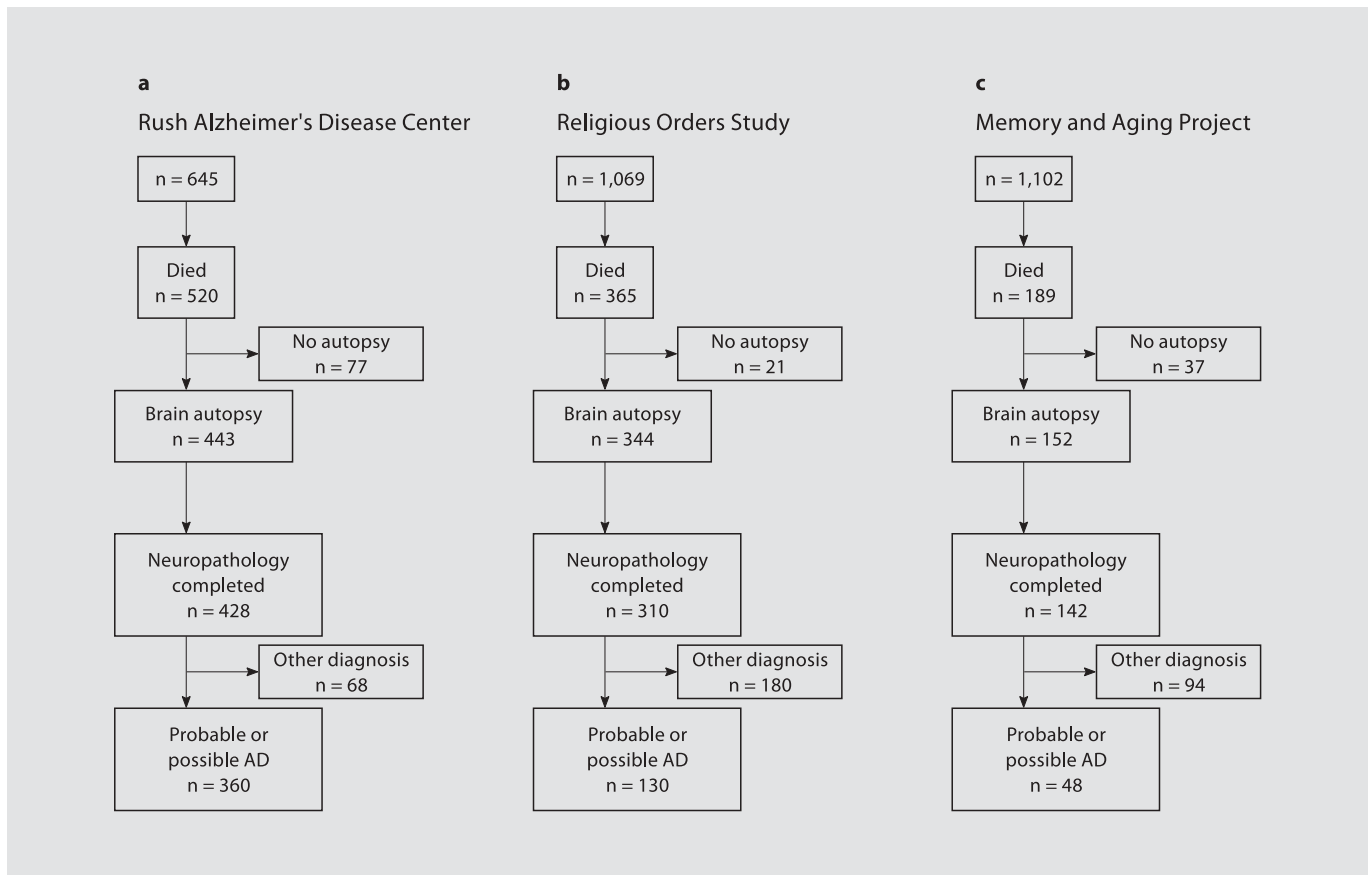 a
Rush Alzheimer's Disease Center
n = 645
Died
n = 520
No autopsy
n = 77
Brain autopsy
n = 443
Neuropathology
completed
n = 428
Other diagnosis
n = 68
Probable or
possible AD
n = 360
b
Religious Orders Study
n = 1,069
Died
n = 365
No autopsy
n = 21
Brain autopsy
n = 344
Neuropathology
completed
n = 310
Other diagnosis
n = 180
Probable or
possible AD
n = 130
c
Memory and Aging Project
n = 1,102
Died
n = 189
No autopsy
n = 37
Brain autopsy
n = 152
Neuropathology
completed
n = 142
Other diagnosis
n = 94
Probable or
possible AD
n = 48